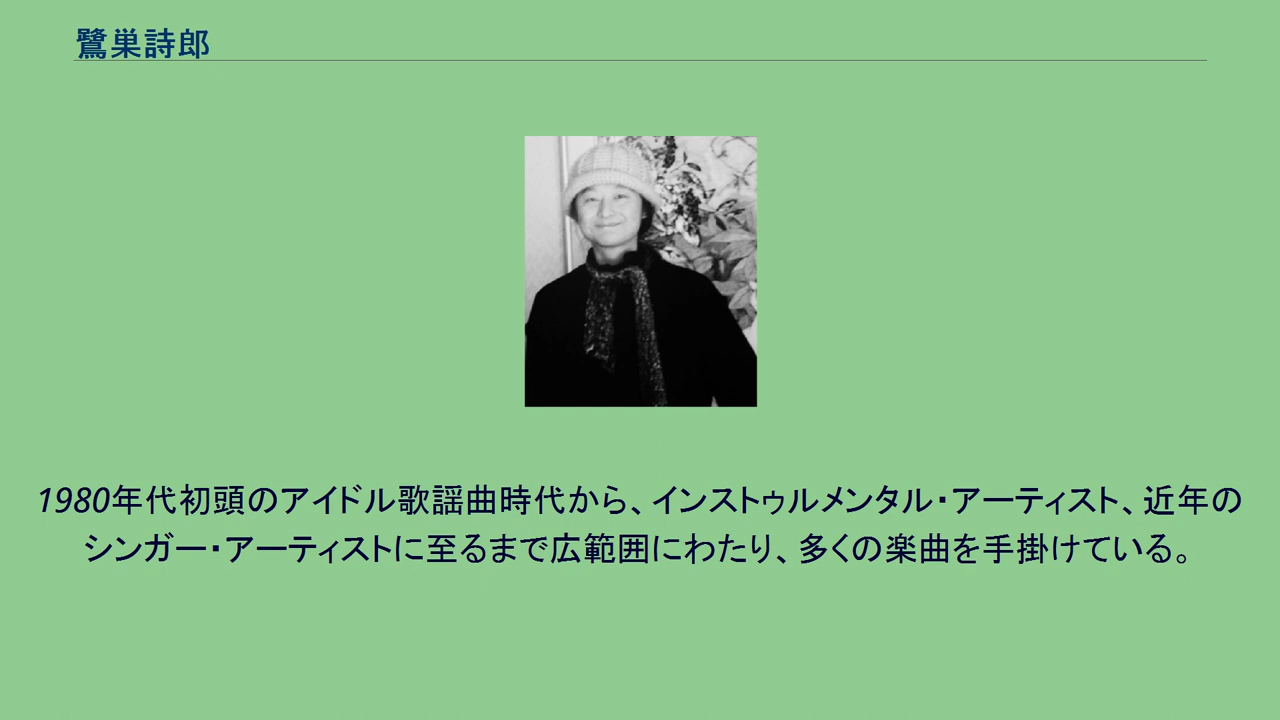 鷺巣詩郎
1980年代初頭のアイドル歌謡曲時代から、インストゥルメンタル・アーティスト、近年の
シンガー・アーティストに至るまで広範囲にわたり、多くの楽曲を手掛けている。